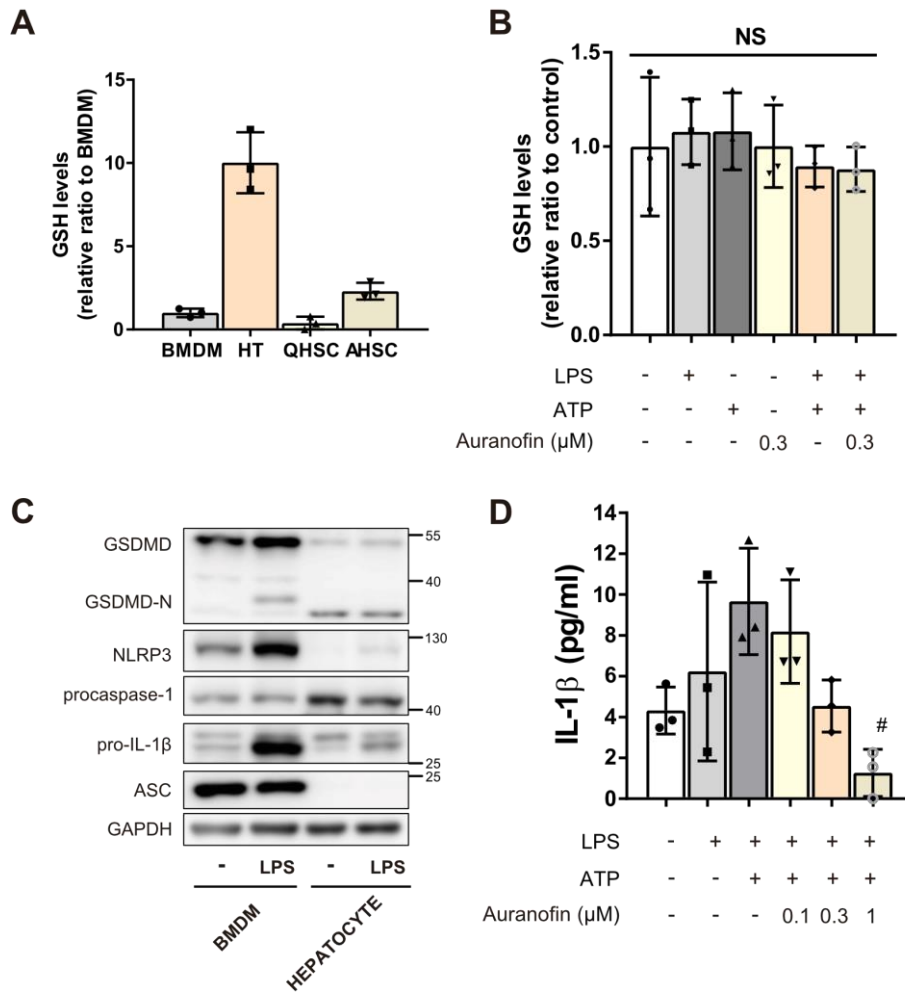 A
GSH levels
(relative ratio to BMDM)
15
10
5
0
BMDM HT QHSC AHSC
B
NS
GSH levels
(relative ratio to control)
1.5
1.0
0.5
0.0
LPS - + - - + +
ATP - - + - + +
Auranofin (μM) - - - 0.3 - 0.3
C
GSDMD 55
40
GSDMD-N
NLRP3 130
procaspase-1
40
pro-IL-1β
25
ASC 25
GAPDH
- LPS - LPS
BMDM HEPATOCYTE
D
IL-1β (pg/ml)
14
12
10
8
6
4
2
0
#
LPS - + + + + +
ATP - - + + + +
Auranofin (μM) - - - 0.1 0.3 1